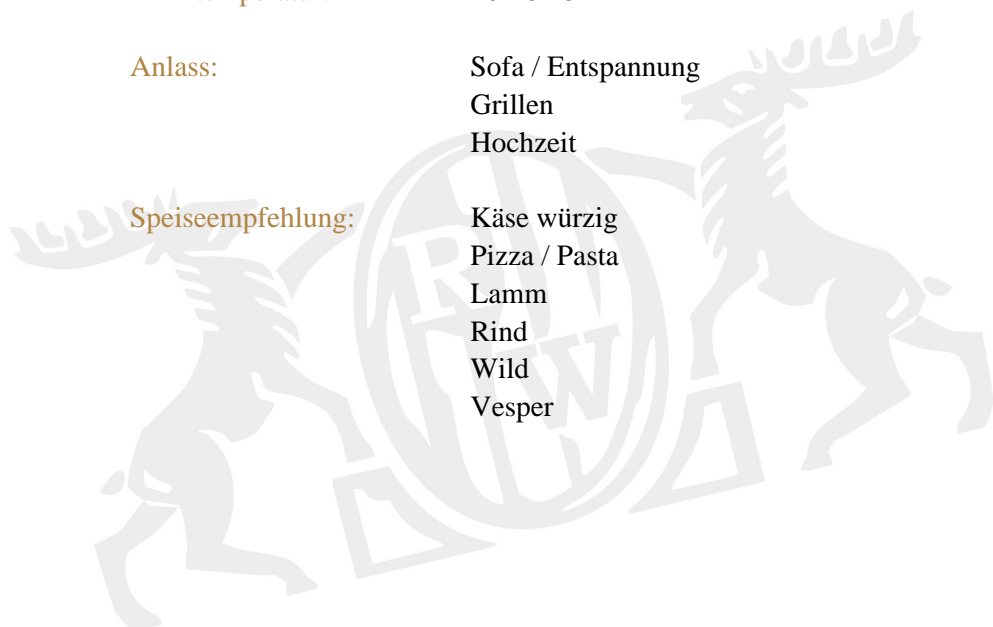 Anlass: Sofa / Entspannung
Grillen
Hochzeit
Speiseempfehlung: Käse würzig
Pizza / Pasta
Lamm
Rind
Wild
Vesper
R
W